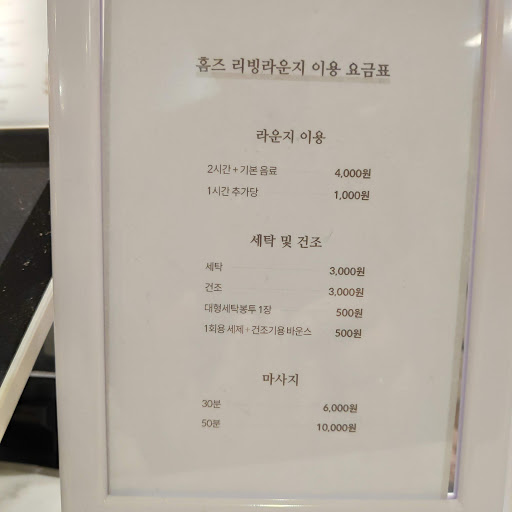 홈즈 리빙라운지 이용 요금표
라운지 이용
2시간 + 기본 음료 4,000원
1시간 추가당 1,000원
세탁 및 건조
세탁 3,000원
건조 3,000원
대형세탁봉투 1장 500원
1회용 세제 + 건조기용 바운스 500원
마사지
30분 6,000원
50분 10,000원